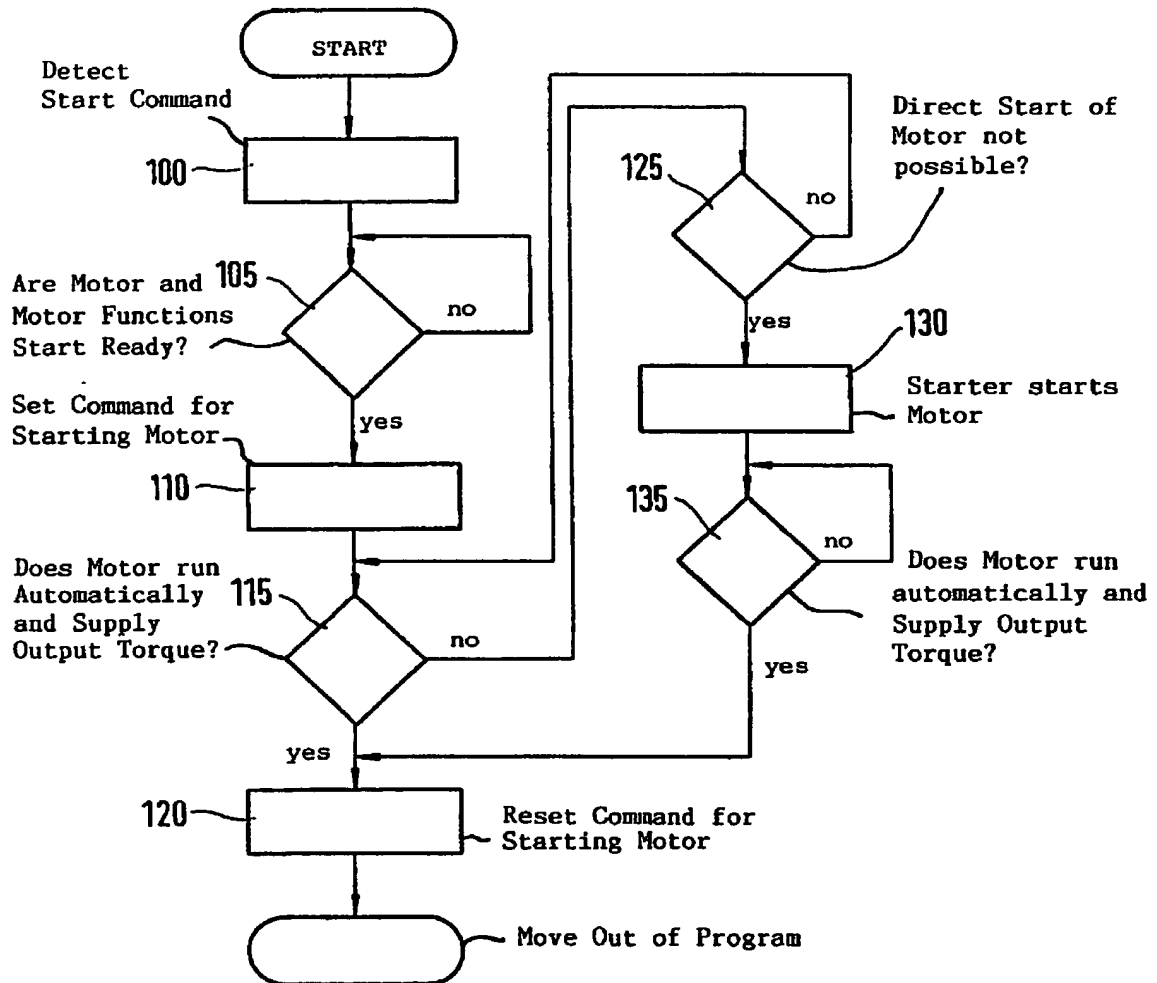 START
Detect
Start Command
100
Are Motor and
Motor Functions
Start Ready?
105
no
yes
Set Command for
Starting Motor
110
Does Motor run
Automatically
and Supply
Output Torque?
115
no
yes
120
Reset Command for
Starting Motor
Move Out of Program
Direct Start of
Motor not
possible?
125
no
yes
130
Starter starts
Motor
135
no
Does Motor run
automatically and
Supply Output
Torque?
yes